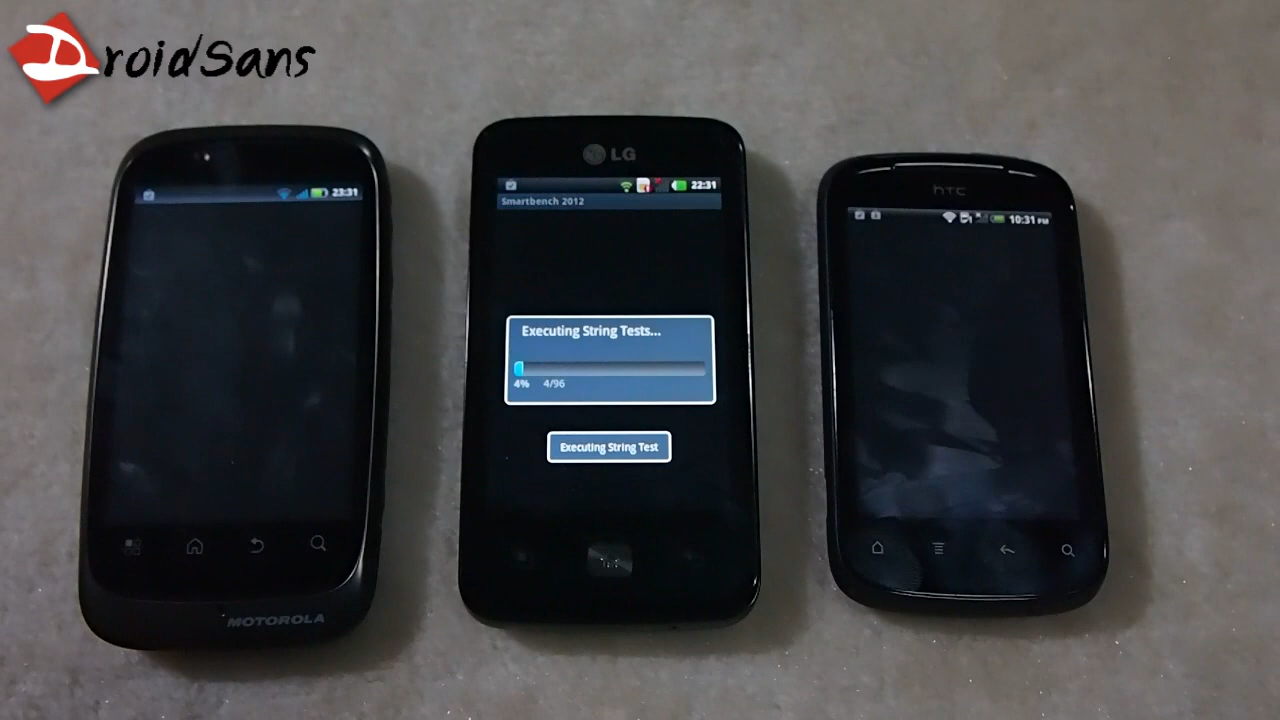 DroidSans
LG
hTC
23:31
22:31
10:31 PM
Smartbench 2012
Executing String Tests...
4% 4/96
Executing String Test
MOTOROLA